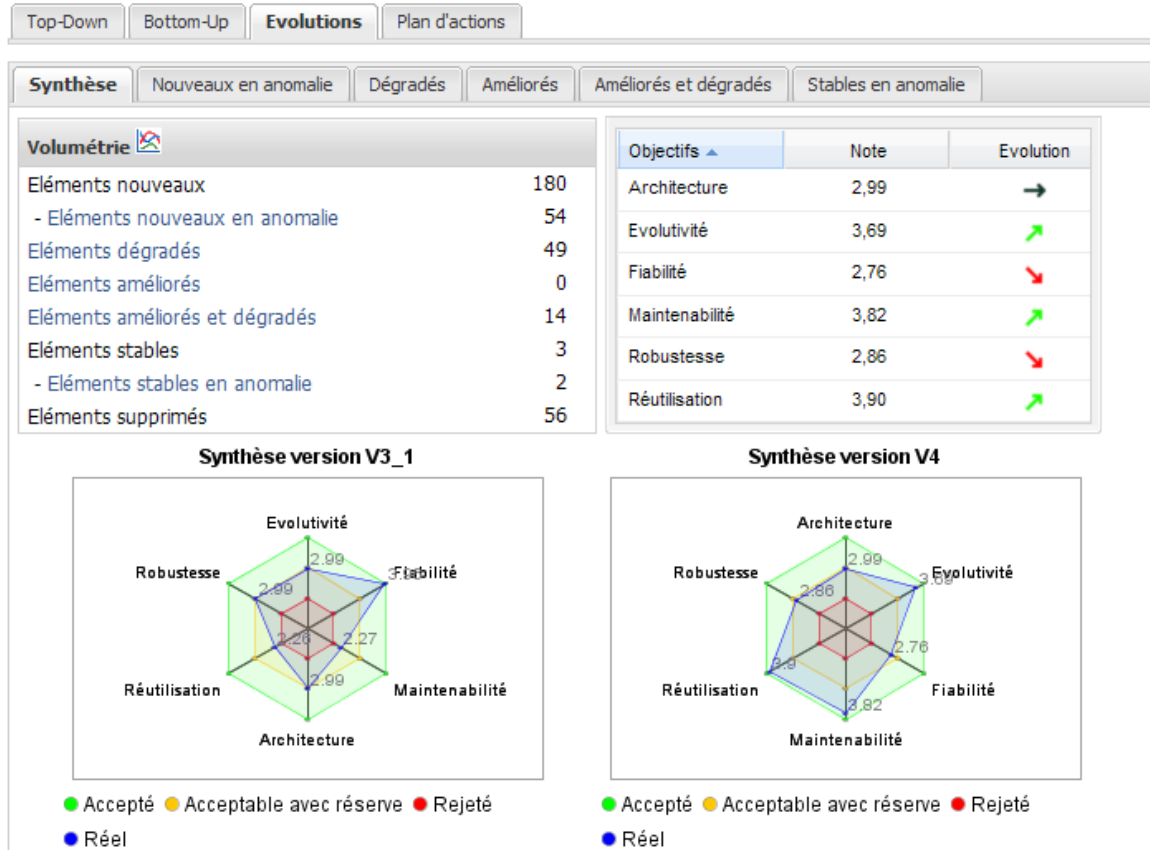 Top-Down Bottom-Up Evolutions Plan d'actions
Synthèse Nouveaux en anomalie Dégradés Améliorés Améliorés et dégradés Stables en anomalie
Volumétrie
Eléments nouveaux 180
- Eléments nouveaux en anomalie 54
Eléments dégradés 49
Eléments améliorés 0
Eléments améliorés et dégradés 14
Eléments stables 3
- Eléments stables en anomalie 2
Eléments supprimés 56
Objectifs Note Evolution
Architecture 2,99
Evolutivité 3,69
Fiabilité 2,76
Maintenabilité 3,82
Robustesse 2,86
Réutilisation 3,90
Synthèse version V3_1
Evolutivité
2.99
Robustesse Fiabilité
2.99
2.26 2.27
2.99
Réutilisation Maintenabilité
Architecture
Accepté Acceptable avec réserve Rejeté
Réel
Synthèse version V4
Architecture
2.99
Robustesse 3.69 Evolutivité
2.86
2.76
3.9
Réutilisation Fiabilité
3.82
Maintenabilité
Accepté Acceptable avec réserve Rejeté
Réel